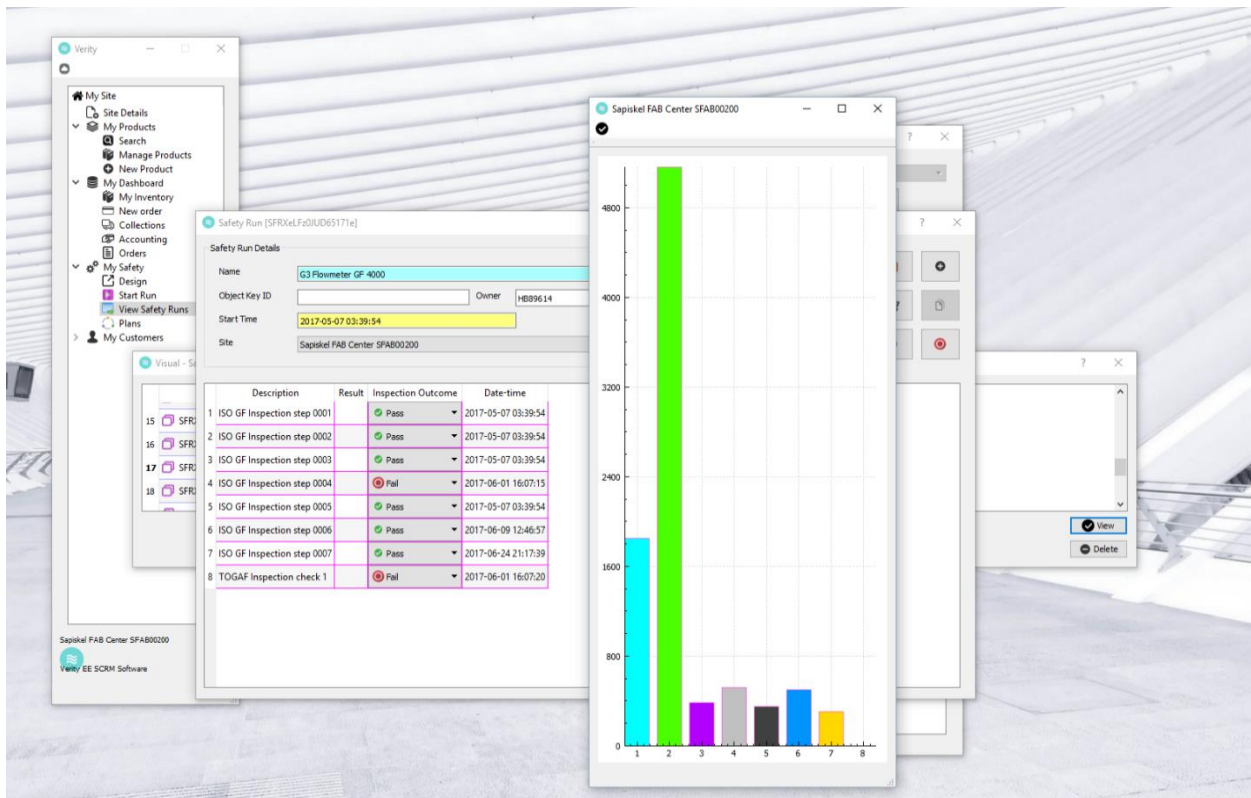 Verity
My Site
Site Details
My Products
Search
Manage Products
New Product
My Dashboard
My Inventory
New order
Collections
Accounting
Orders
My Safety
Design
Start Run
View Safety Runs
Plans
My Customers
Sapiskel FAB Center SFAB00200
Verity EE SCRM Software
Visual - Sa
15 SFR
16 SFR
17 SFR
18 SFR
Safety Run [SFRXeLFz0JUD65171e]
Safety Run Details
Name G3 Flowmeter GF 4000
Object Key ID Owner HB89614
Start Time 2017-05-07 03:39:54
Site Sapiskel FAB Center SFAB00200
Description Result Inspection Outcome Date-time
1 ISO GF Inspection step 0001 Pass 2017-05-07 03:39:54
2 ISO GF Inspection step 0002 Pass 2017-05-07 03:39:54
3 ISO GF Inspection step 0003 Pass 2017-05-07 03:39:54
4 ISO GF Inspection step 0004 Fail 2017-06-01 16:07:15
5 ISO GF Inspection step 0005 Pass 2017-05-07 03:39:54
6 ISO GF Inspection step 0006 Pass 2017-06-09 12:46:57
7 ISO GF Inspection step 0007 Pass 2017-06-24 21:17:39
8 TOGAF Inspection check 1 Fail 2017-06-01 16:07:20
Sapiskel FAB Center SFAB00200
4800
4000
3200
2400
1600
800
0
1 2 3 4 5 6 7 8
?
?
?
View
Delete